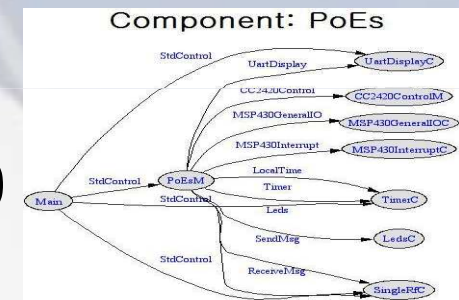 Component: PoEs
StdControl
UartDisplay
UartDisplayC
CC2420Control
CC2420ControlM
MSP430GeneralIO
MSP430GeneralIOC
MSP430Interrupt
MSP430InterruptC
LocalTime
StdControl
PoEsM
Timer
Main
StdControl
TimerC
Leds
SendMsg
LedsC
StdControl
ReceiveMsg
SingleRfC